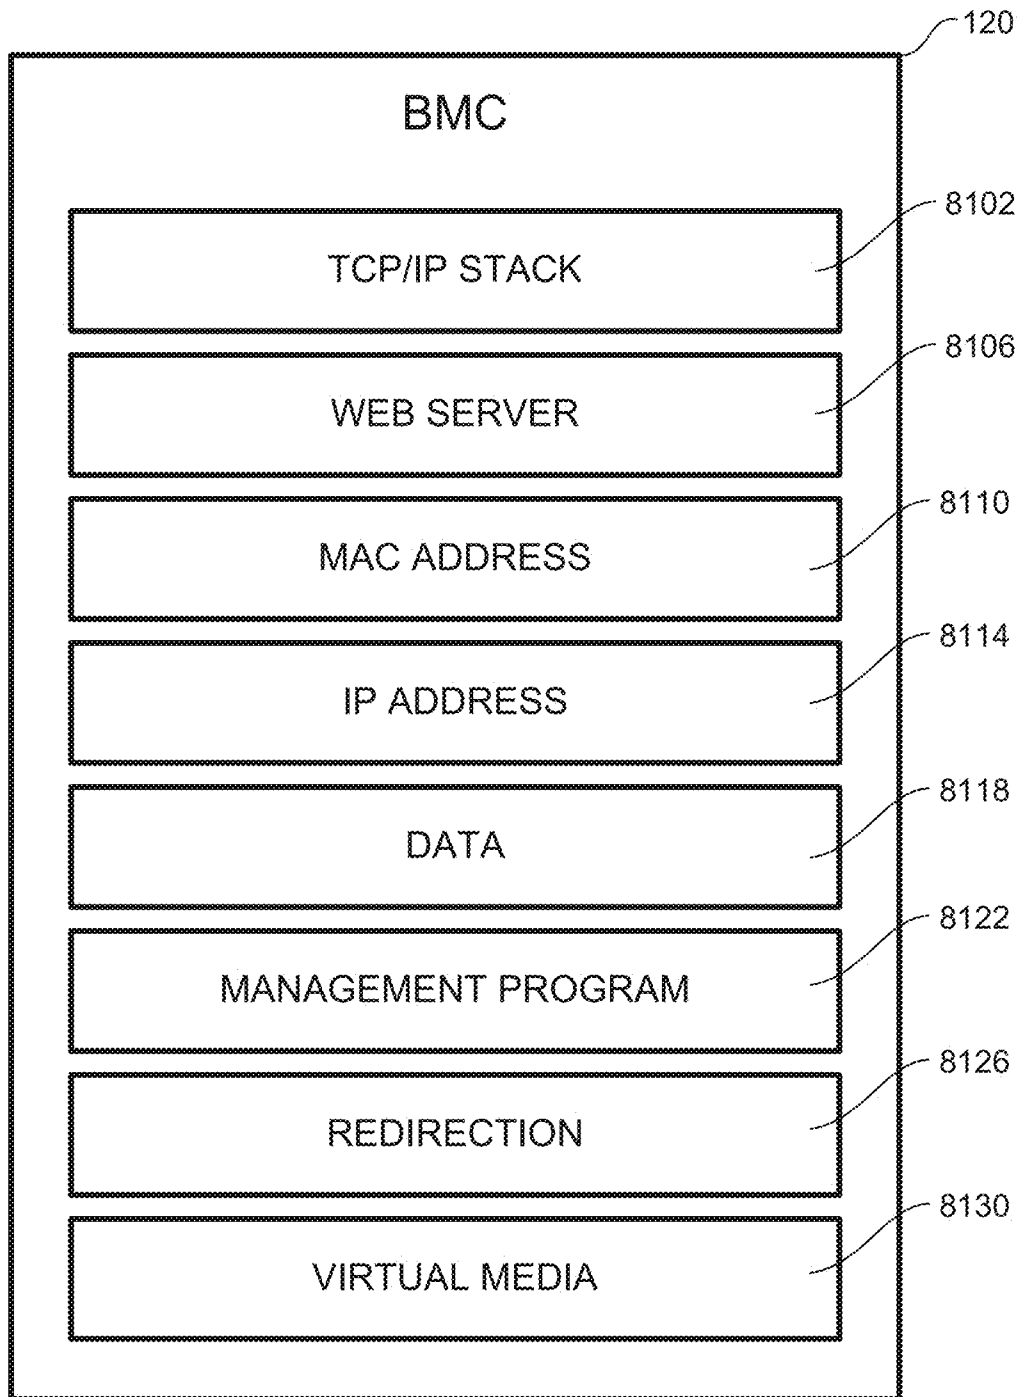 120
BMC
8102
TCP/IP STACK
8106
WEB SERVER
8110
MAC ADDRESS
8114
IP ADDRESS
8118
DATA
8122
MANAGEMENT PROGRAM
8126
REDIRECTION
8130
VIRTUAL MEDIA